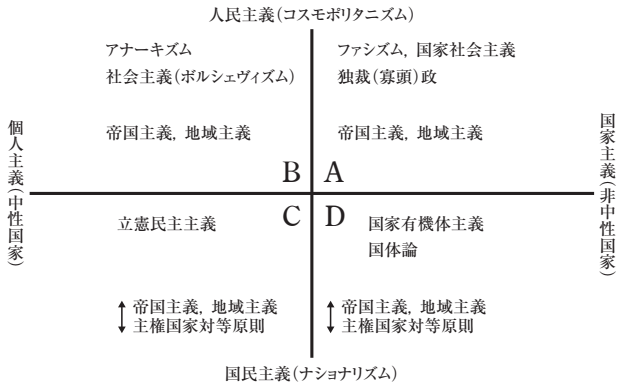 人民主義(コスモポリタニズム)
アナーキズム
社会主義(ボルシェヴィズム)
帝国主義, 地域主義
ファシズム, 国家社会主義
独裁(寡頭)政
帝国主義, 地域主義
個人主義(中性国家)
国家主義(非中性国家)
B
A
C
D
立憲民主主義
帝国主義, 地域主義
主権国家対等原則
国家有機体主義
国体論
帝国主義, 地域主義
主権国家対等原則
国民主義(ナショナリズム)